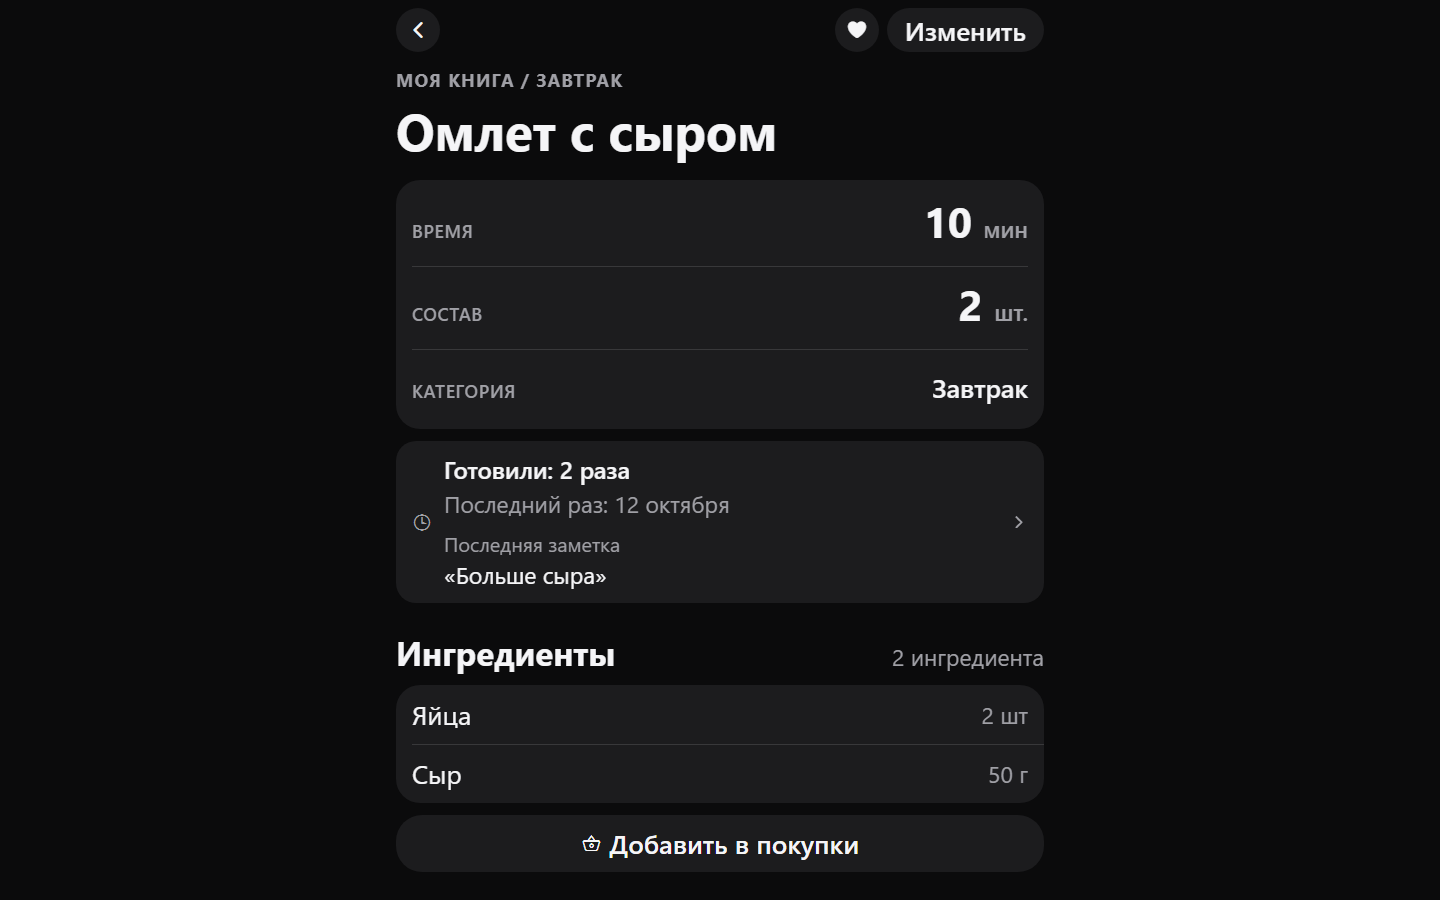 Изменить
МОЯ КНИГА / ЗАВТРАК
Омлет с сыром
ВРЕМЯ 10 мин
СОСТАВ 2 шт.
КАТЕГОРИЯ Завтрак
Готовили: 2 раза
Последний раз: 12 октября
Последняя заметка
«Больше сыра»
Ингредиенты 2 ингредиента
Яйца 2 шт
Сыр 50 г
Добавить в покупки